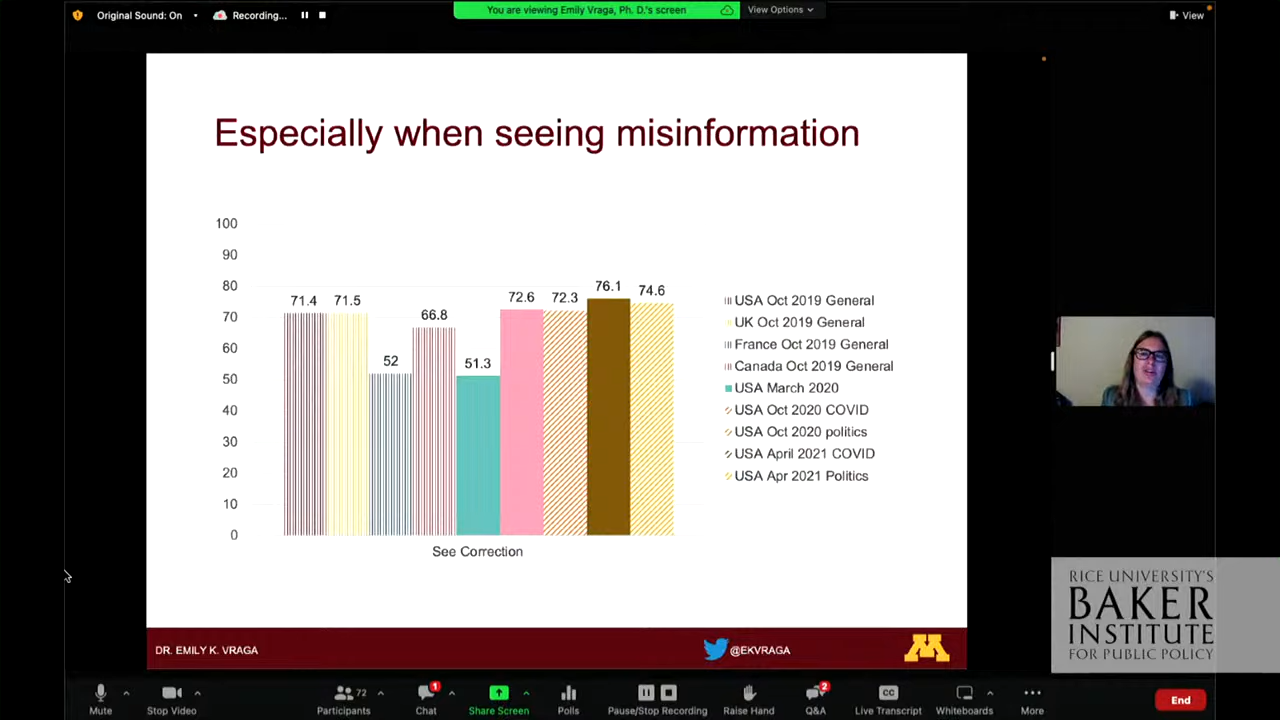 Original Sound: On
Recording...
You are viewing Emily Vraga, Ph. D.'s screen
View Options
View
Especially when seeing misinformation
100
90
80
70
60
50
40
30
20
10
0
71.4
71.5
52
66.8
51.3
72.6
72.3
76.1
74.6
See Correction
USA Oct 2019 General
UK Oct 2019 General
France Oct 2019 General
Canada Oct 2019 General
USA March 2020
USA Oct 2020 COVID
USA Oct 2020 politics
USA April 2021 COVID
USA Apr 2021 Politics
DR. EMILY K. VRAGA
@EKVRAGA
M
RICE UNIVERSITY'S
BAKER
INSTITUTE
FOR PUBLIC POLICY
Mute
Stop Video
72
Participants
1
Chat
Share Screen
Polls
Pause/Stop Recording
Raise Hand
2
Q&A
CC
Live Transcript
Whiteboards
More
End